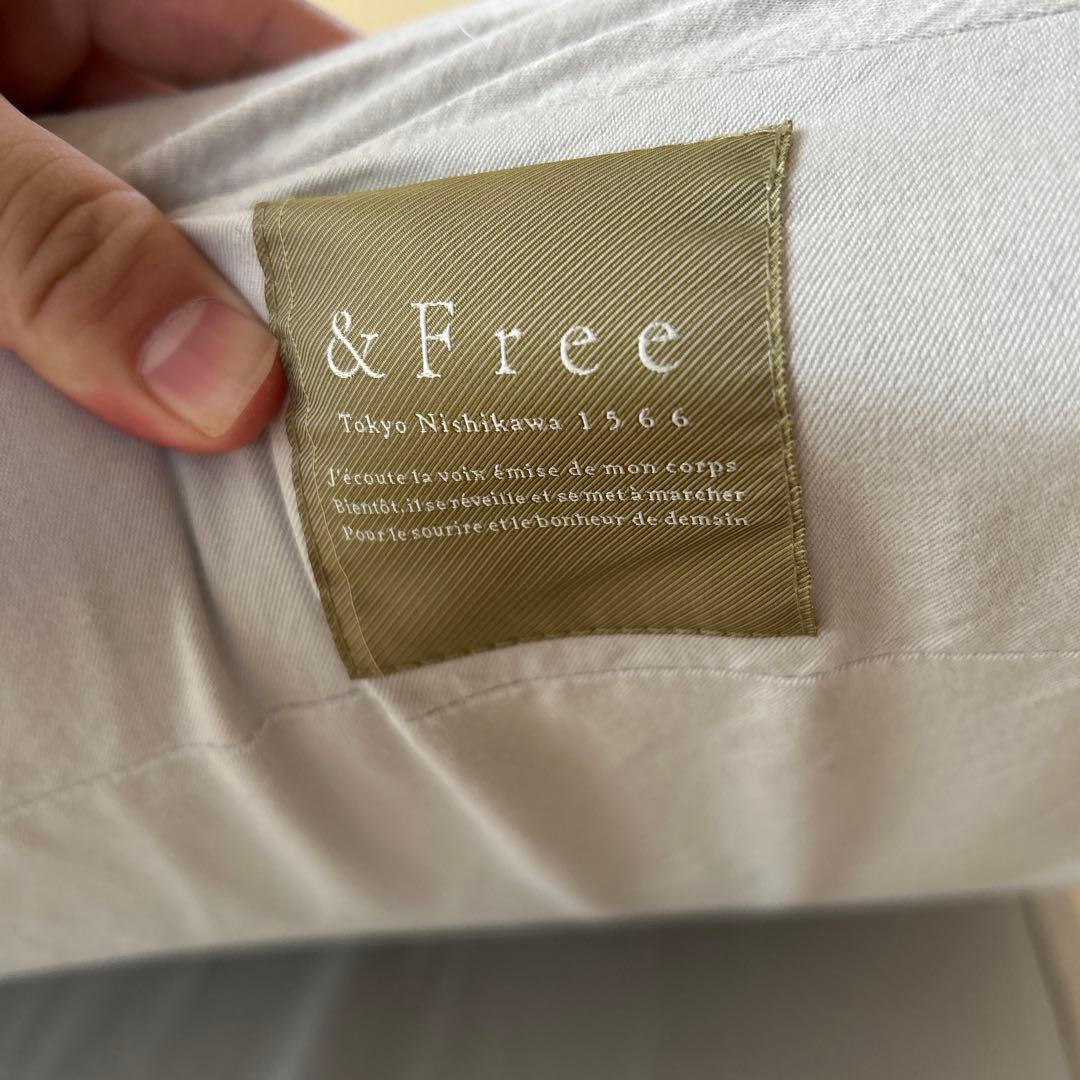 &Free
Tokyo Nishikawa 1566
J'écoute la voix émise de mon corps
Bientôt, il se réveille et se met à marcher
Pour le sourire et le bonheur de demain